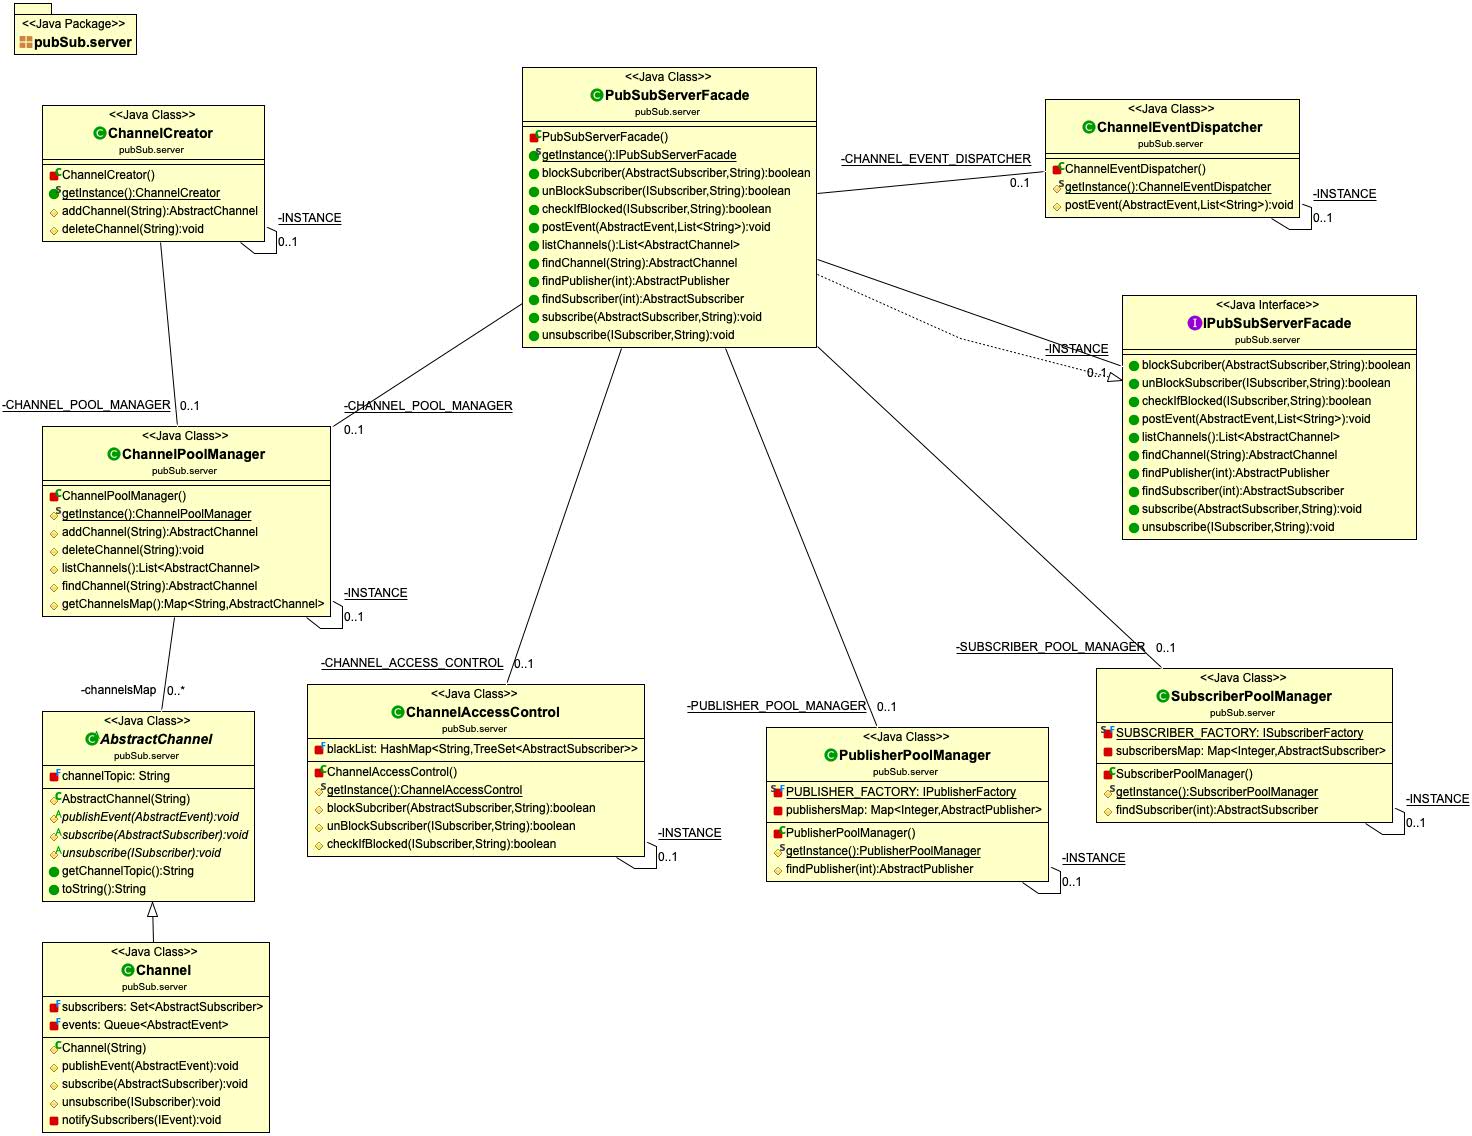 <<Java Package>>
pubSub.server
<<Java Class>>
PubSubServerFacade
pubSub.server
PubSubServerFacade()
getInstance():IPubSubServerFacade
blockSubcriber(AbstractSubscriber,String):boolean
unBlockSubscriber(ISubscriber,String):boolean
checkIfBlocked(ISubscriber,String):boolean
postEvent(AbstractEvent,List<String>):void
listChannels():List<AbstractChannel>
findChannel(String):AbstractChannel
findPublisher(int):AbstractPublisher
findSubscriber(int):AbstractSubscriber
subscribe(AbstractSubscriber,String):void
unsubscribe(ISubscriber,String):void
<<Java Class>>
ChannelCreator
pubSub.server
ChannelCreator()
getInstance():ChannelCreator
addChannel(String):AbstractChannel
deleteChannel(String):void
-INSTANCE
0..1
-CHANNEL_EVENT_DISPATCHER
0..1
<<Java Class>>
ChannelEventDispatcher
pubSub.server
ChannelEventDispatcher()
getInstance():ChannelEventDispatcher
postEvent(AbstractEvent,List<String>):void
-INSTANCE
0..1
-INSTANCE
0..1
<<Java Interface>>
IPubSubServerFacade
pubSub.server
blockSubcriber(AbstractSubscriber,String):boolean
unBlockSubscriber(ISubscriber,String):boolean
checkIfBlocked(ISubscriber,String):boolean
postEvent(AbstractEvent,List<String>):void
listChannels():List<AbstractChannel>
findChannel(String):AbstractChannel
findPublisher(int):AbstractPublisher
findSubscriber(int):AbstractSubscriber
subscribe(AbstractSubscriber,String):void
unsubscribe(ISubscriber,String):void
-CHANNEL_POOL_MANAGER
0..1
-CHANNEL_POOL_MANAGER
0..1
<<Java Class>>
ChannelPoolManager
pubSub.server
ChannelPoolManager()
getInstance():ChannelPoolManager
addChannel(String):AbstractChannel
deleteChannel(String):void
listChannels():List<AbstractChannel>
findChannel(String):AbstractChannel
getChannelsMap():Map<String,AbstractChannel>
-INSTANCE
0..1
-channelsMap
0..*
<<Java Class>>
AbstractChannel
pubSub.server
channelTopic: String
AbstractChannel(String)
publishEvent(AbstractEvent):void
subscribe(AbstractSubscriber):void
unsubscribe(ISubscriber):void
getChannelTopic():String
toString():String
<<Java Class>>
Channel
pubSub.server
subscribers: Set<AbstractSubscriber>
events: Queue<AbstractEvent>
Channel(String)
publishEvent(AbstractEvent):void
subscribe(AbstractSubscriber):void
unsubscribe(ISubscriber):void
notifySubscribers(IEvent):void
-CHANNEL_ACCESS_CONTROL
0..1
<<Java Class>>
ChannelAccessControl
pubSub.server
blackList: HashMap<String,TreeSet<AbstractSubscriber>>
ChannelAccessControl()
getInstance():ChannelAccessControl
blockSubcriber(AbstractSubscriber,String):boolean
unBlockSubscriber(ISubscriber,String):boolean
checkIfBlocked(ISubscriber,String):boolean
-INSTANCE
0..1
-PUBLISHER_POOL_MANAGER
0..1
<<Java Class>>
PublisherPoolManager
pubSub.server
PUBLISHER_FACTORY: IPublisherFactory
publishersMap: Map<Integer,AbstractPublisher>
PublisherPoolManager()
getInstance():PublisherPoolManager
findPublisher(int):AbstractPublisher
-INSTANCE
0..1
-SUBSCRIBER_POOL_MANAGER
0..1
<<Java Class>>
SubscriberPoolManager
pubSub.server
SUBSCRIBER_FACTORY: ISubscriberFactory
subscribersMap: Map<Integer,AbstractSubscriber>
SubscriberPoolManager()
getInstance():SubscriberPoolManager
findSubscriber(int):AbstractSubscriber
-INSTANCE
0..1